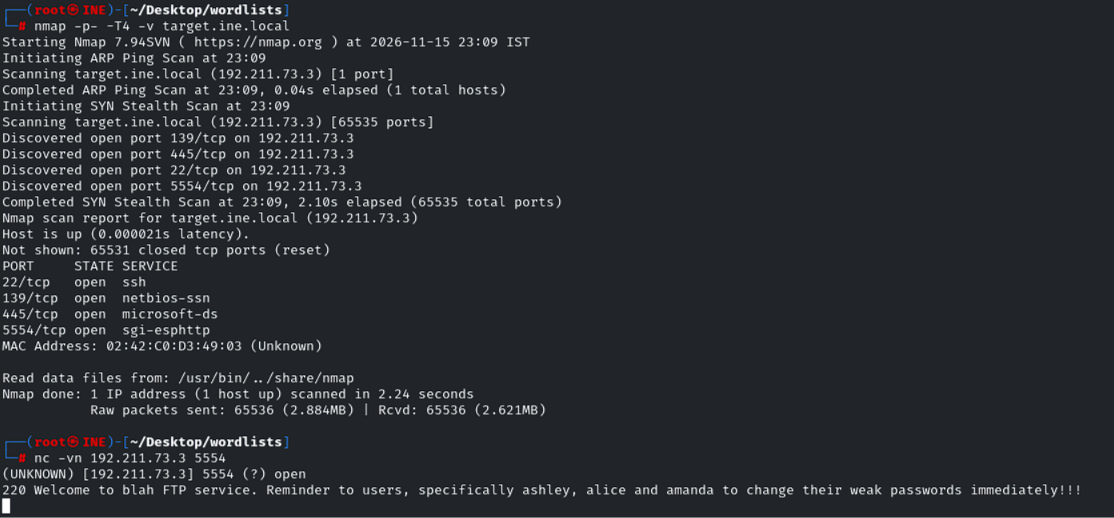 ┌──(root㉿INE)-[~/Desktop/wordlists]
└─# nmap -p- -T4 -v target.ine.local
Starting Nmap 7.94SVN ( https://nmap.org ) at 2026-11-15 23:09 IST
Initiating ARP Ping Scan at 23:09
Scanning target.ine.local (192.211.73.3) [1 port]
Completed ARP Ping Scan at 23:09, 0.04s elapsed (1 total hosts)
Initiating SYN Stealth Scan at 23:09
Scanning target.ine.local (192.211.73.3) [65535 ports]
Discovered open port 139/tcp on 192.211.73.3
Discovered open port 445/tcp on 192.211.73.3
Discovered open port 22/tcp on 192.211.73.3
Discovered open port 5554/tcp on 192.211.73.3
Completed SYN Stealth Scan at 23:09, 2.10s elapsed (65535 total ports)
Nmap scan report for target.ine.local (192.211.73.3)
Host is up (0.000021s latency).
Not shown: 65531 closed tcp ports (reset)
PORT     STATE SERVICE
22/tcp   open  ssh
139/tcp  open  netbios-ssn
445/tcp  open  microsoft-ds
5554/tcp open  sgi-esphttp
MAC Address: 02:42:C0:D3:49:03 (Unknown)
Read data files from: /usr/bin/../share/nmap
Nmap done: 1 IP address (1 host up) scanned in 2.24 seconds
           Raw packets sent: 65536 (2.884MB) | Rcvd: 65536 (2.621MB)
┌──(root㉿INE)-[~/Desktop/wordlists]
└─# nc -vn 192.211.73.3 5554
(UNKNOWN) [192.211.73.3] 5554 (?) open
220 Welcome to blah FTP service. Reminder to users, specifically ashley, alice and amanda to change their weak passwords immediately!!!